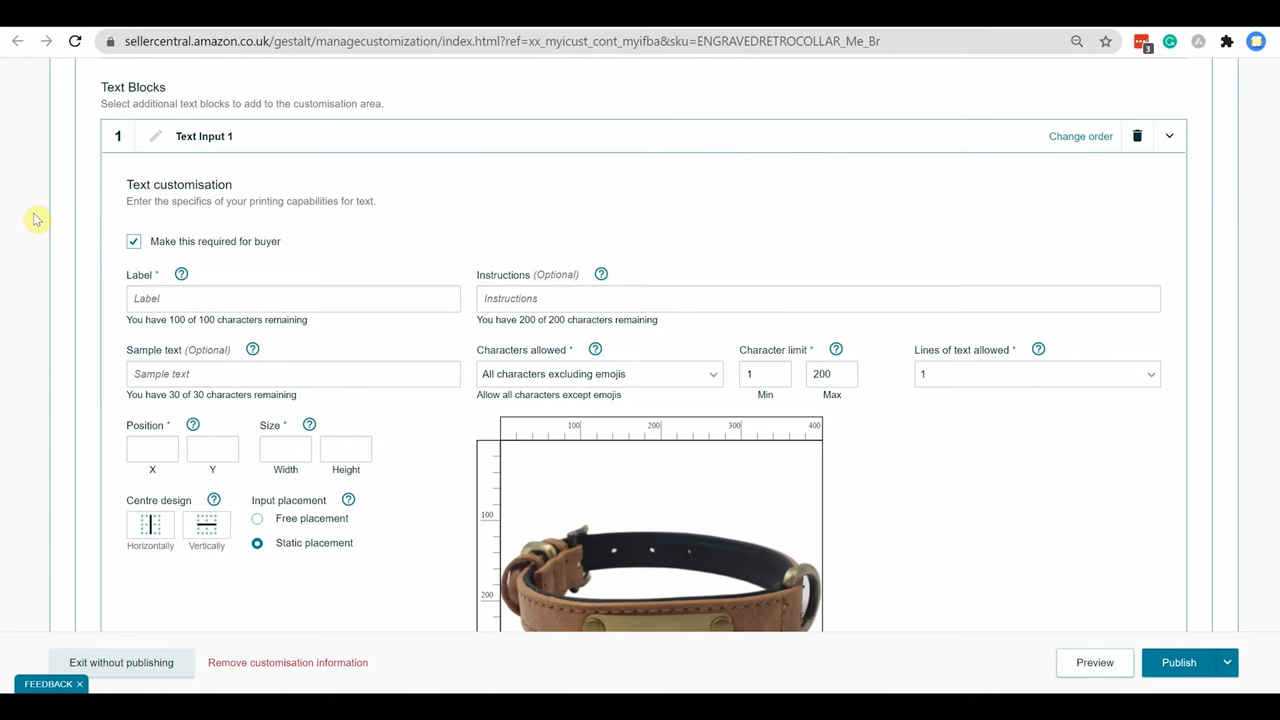 sellercentral.amazon.co.uk/gestalt/managecustomization/index.html?ref=xx_myicust_cont_myifba&sku=ENGRAVEDRETROCOLLAR_Me_Br
3
Text Blocks
Select additional text blocks to add to the customisation area.
1 Text Input 1 Change order
Text customisation
Enter the specifics of your printing capabilities for text.
Make this required for buyer
Label * ? Instructions (Optional) ?
Label Instructions
You have 100 of 100 characters remaining You have 200 of 200 characters remaining
Sample text (Optional) ? Characters allowed * ? Character limit * ? Lines of text allowed * ?
Sample text All characters excluding emojis 1 200 1
You have 30 of 30 characters remaining Allow all characters except emojis Min Max
Position * ? Size * ? 100 200 300 400
X Y Width Height
Centre design ? Input placement ? 100
Free placement
Horizontally Vertically Static placement
200
Exit without publishing Remove customisation information Preview Publish
FEEDBACK ×